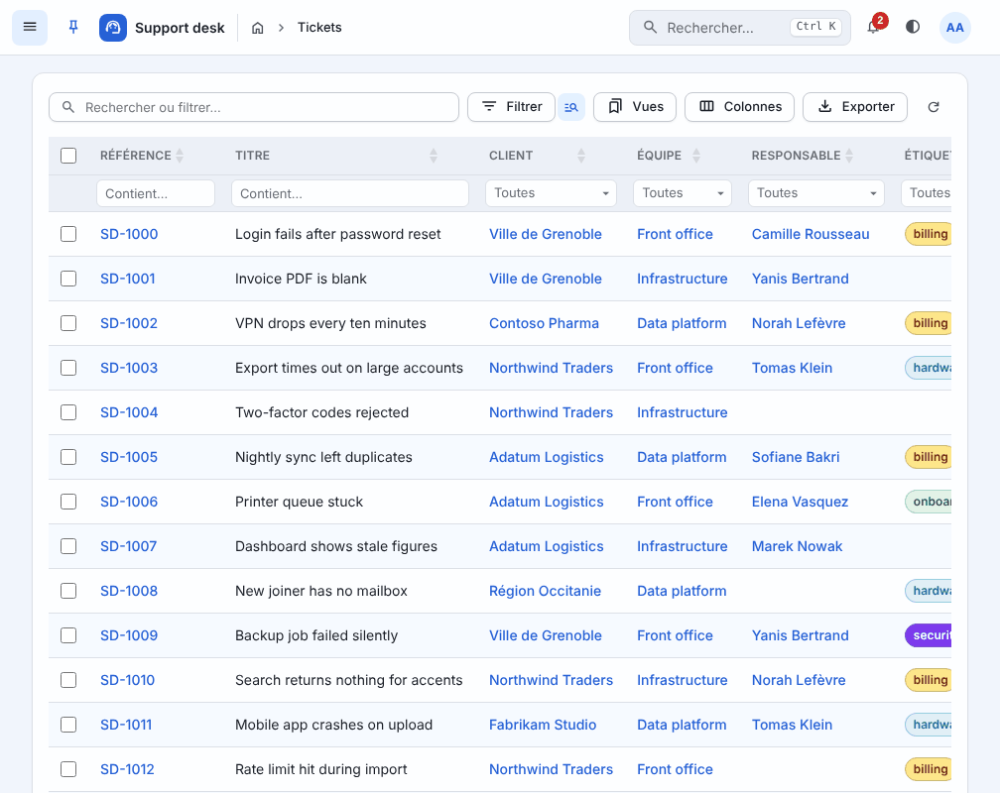 Support desk
Tickets
Rechercher...
Ctrl K
2
AA
Rechercher ou filtrer...
Filtrer
Vues
Colonnes
Exporter
RÉFÉRENCE TITRE CLIENT ÉQUIPE RESPONSABLE ÉTIQUET
Contient... Contient... Toutes Toutes Toutes Toutes
SD-1000 Login fails after password reset Ville de Grenoble Front office Camille Rousseau billing
SD-1001 Invoice PDF is blank Ville de Grenoble Infrastructure Yanis Bertrand
SD-1002 VPN drops every ten minutes Contoso Pharma Data platform Norah Lefèvre billing
SD-1003 Export times out on large accounts Northwind Traders Front office Tomas Klein hardwa
SD-1004 Two-factor codes rejected Northwind Traders Infrastructure
SD-1005 Nightly sync left duplicates Adatum Logistics Data platform Sofiane Bakri billing
SD-1006 Printer queue stuck Adatum Logistics Front office Elena Vasquez onboar
SD-1007 Dashboard shows stale figures Adatum Logistics Infrastructure Marek Nowak
SD-1008 New joiner has no mailbox Région Occitanie Data platform hardwa
SD-1009 Backup job failed silently Ville de Grenoble Front office Yanis Bertrand securit
SD-1010 Search returns nothing for accents Northwind Traders Infrastructure Norah Lefèvre billing
SD-1011 Mobile app crashes on upload Fabrikam Studio Data platform Tomas Klein hardwa
SD-1012 Rate limit hit during import Northwind Traders Front office billing